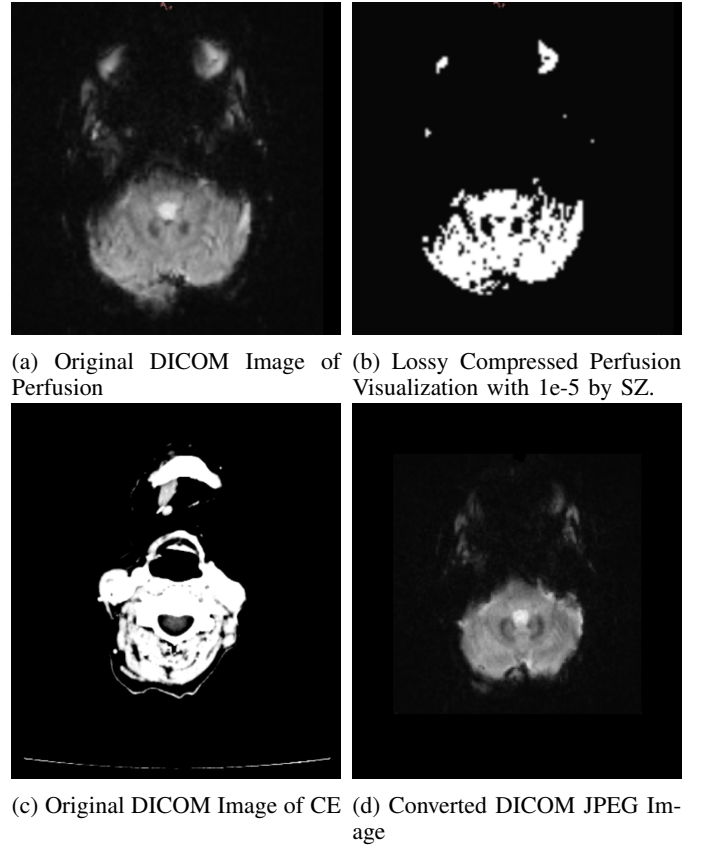 (a) Original DICOM Image of
Perfusion
(b) Lossy Compressed Perfusion
Visualization with 1e-5 by SZ.
(c) Original DICOM Image of CE
(d) Converted DICOM JPEG Im-
age